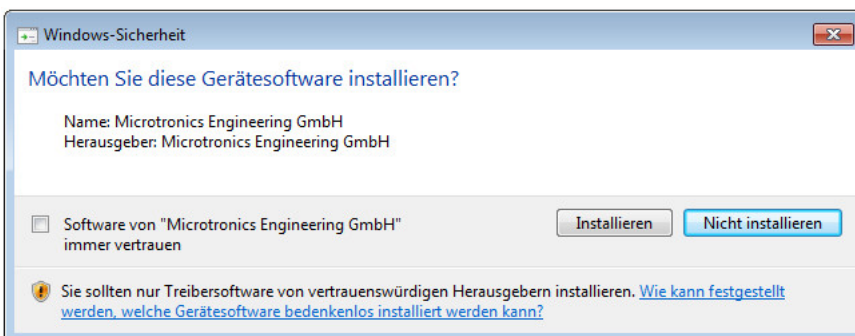 Windows-Sicherheit
Möchten Sie diese Gerätesoftware installieren?
Name: Microtronics Engineering GmbH
Herausgeber: Microtronics Engineering GmbH
Software von "Microtronics Engineering GmbH"
immer vertrauen
Installieren
Nicht installieren
Sie sollten nur Treibersoftware von vertrauenswürdigen Herausgebern installieren. Wie kann festgestellt
werden, welche Gerätesoftware bedenkenlos installiert werden kann?